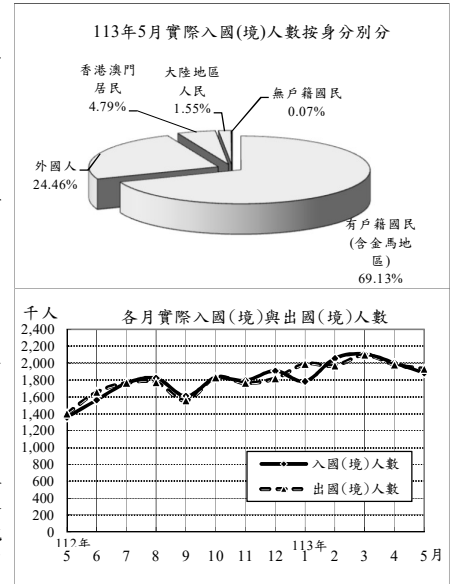 113年5月實際入國(境)人數按身分別分
香港澳門
居民
4.79%
大陸地區
人民
1.55%
無戶籍國民
0.07%
外國人
24.46%
有戶籍國民
(含金馬地
區)
69.13%
千人
各月實際入國(境)與出國(境)人數
2,400
2,200
2,000
1,800
1,600
1,400
1,200
1,000
800
600
400
200
0
入國(境)人數
出國(境)人數
112年
113年
5 6 7 8 9 10 11 12 1 2 3 4 5月